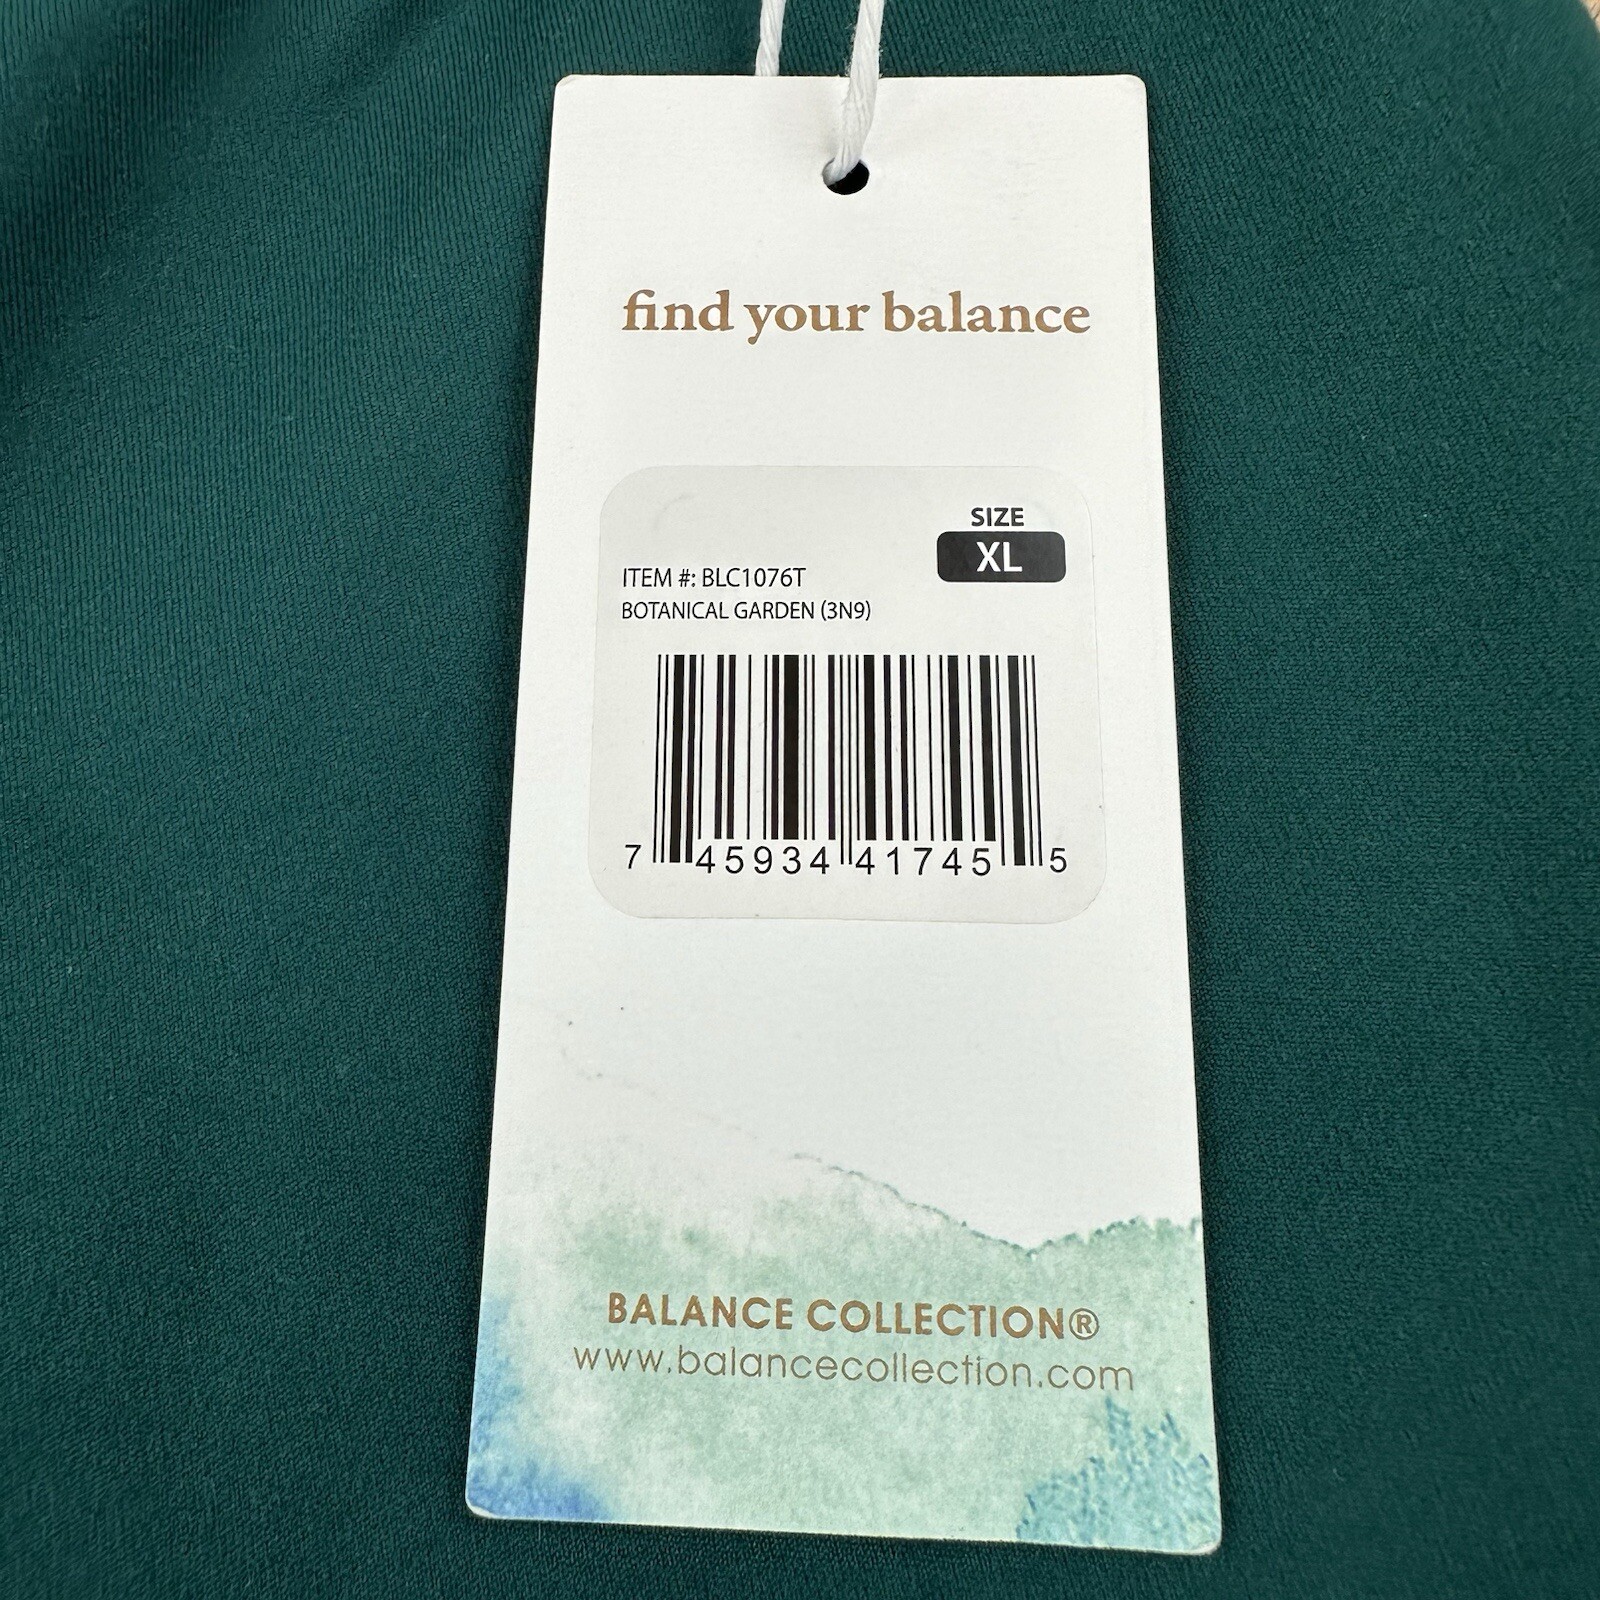 find your balance
SIZE
XL
ITEM #: BLC1076T
BOTANICAL GARDEN (3N9)
7 45934 41745 5
BALANCE COLLECTION®
www.balancecollection.com